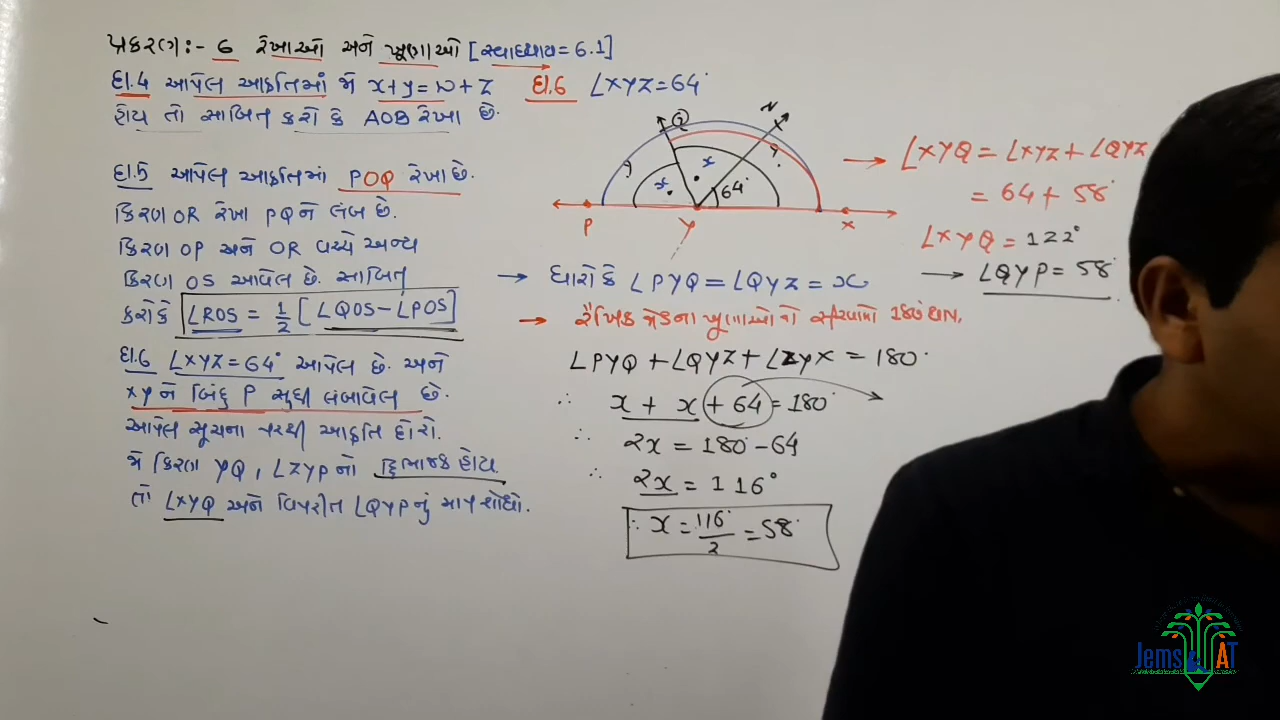 પ્રકરણ:- 6 રેખાઓ અને ખૂણાઓ [સ્વાધ્યાય = 6.1]
દા.4 આપેલ આકૃતિમાં જે x+y=w+z
હોય તો સાબિત કરો કે AOB રેખા છે.
દા.5 આપેલ આકૃતિમાં POQ રેખા છે.
કિરણ OR રેખા PQ ને લંબ છે.
કિરણ OP અને OR વચ્ચે અન્ય
કિરણ OS આપેલ છે. સાબિત
કરો કે ∠ROS = 1/2 [∠QOS - ∠POS]
દા.6 ∠XYZ = 64° આપેલ છે. અને
XY ને બિંદુ P સુધી લંબાવેલ છે.
આપેલ સૂચના પરથી આકૃતિ દોરો.
જે કિરણ YQ, ∠ZYP નો દ્વિભાજક હોય.
તો ∠XYQ અને વિપરીત ∠QYP નું માપ શોધો.
દા.6 ∠XYZ = 64°
Q
x
x
64°
P
Y
X
→ ધારો કે ∠PYQ = ∠QYZ = x
→ રૈખિક જોડના ખૂણાઓનો સરવાળો 180° થાય.
∠PYQ + ∠QYZ + ∠ZYX = 180°
∴ x + x + 64 = 180°
∴ 2x = 180° - 64
∴ 2x = 116°
∴ x = 116°/2 = 58°
→ ∠XYQ = ∠XYZ + ∠QYZ
= 64 + 58°
∠XYQ = 122°
→ ∠QYP = 58°
Jems AT